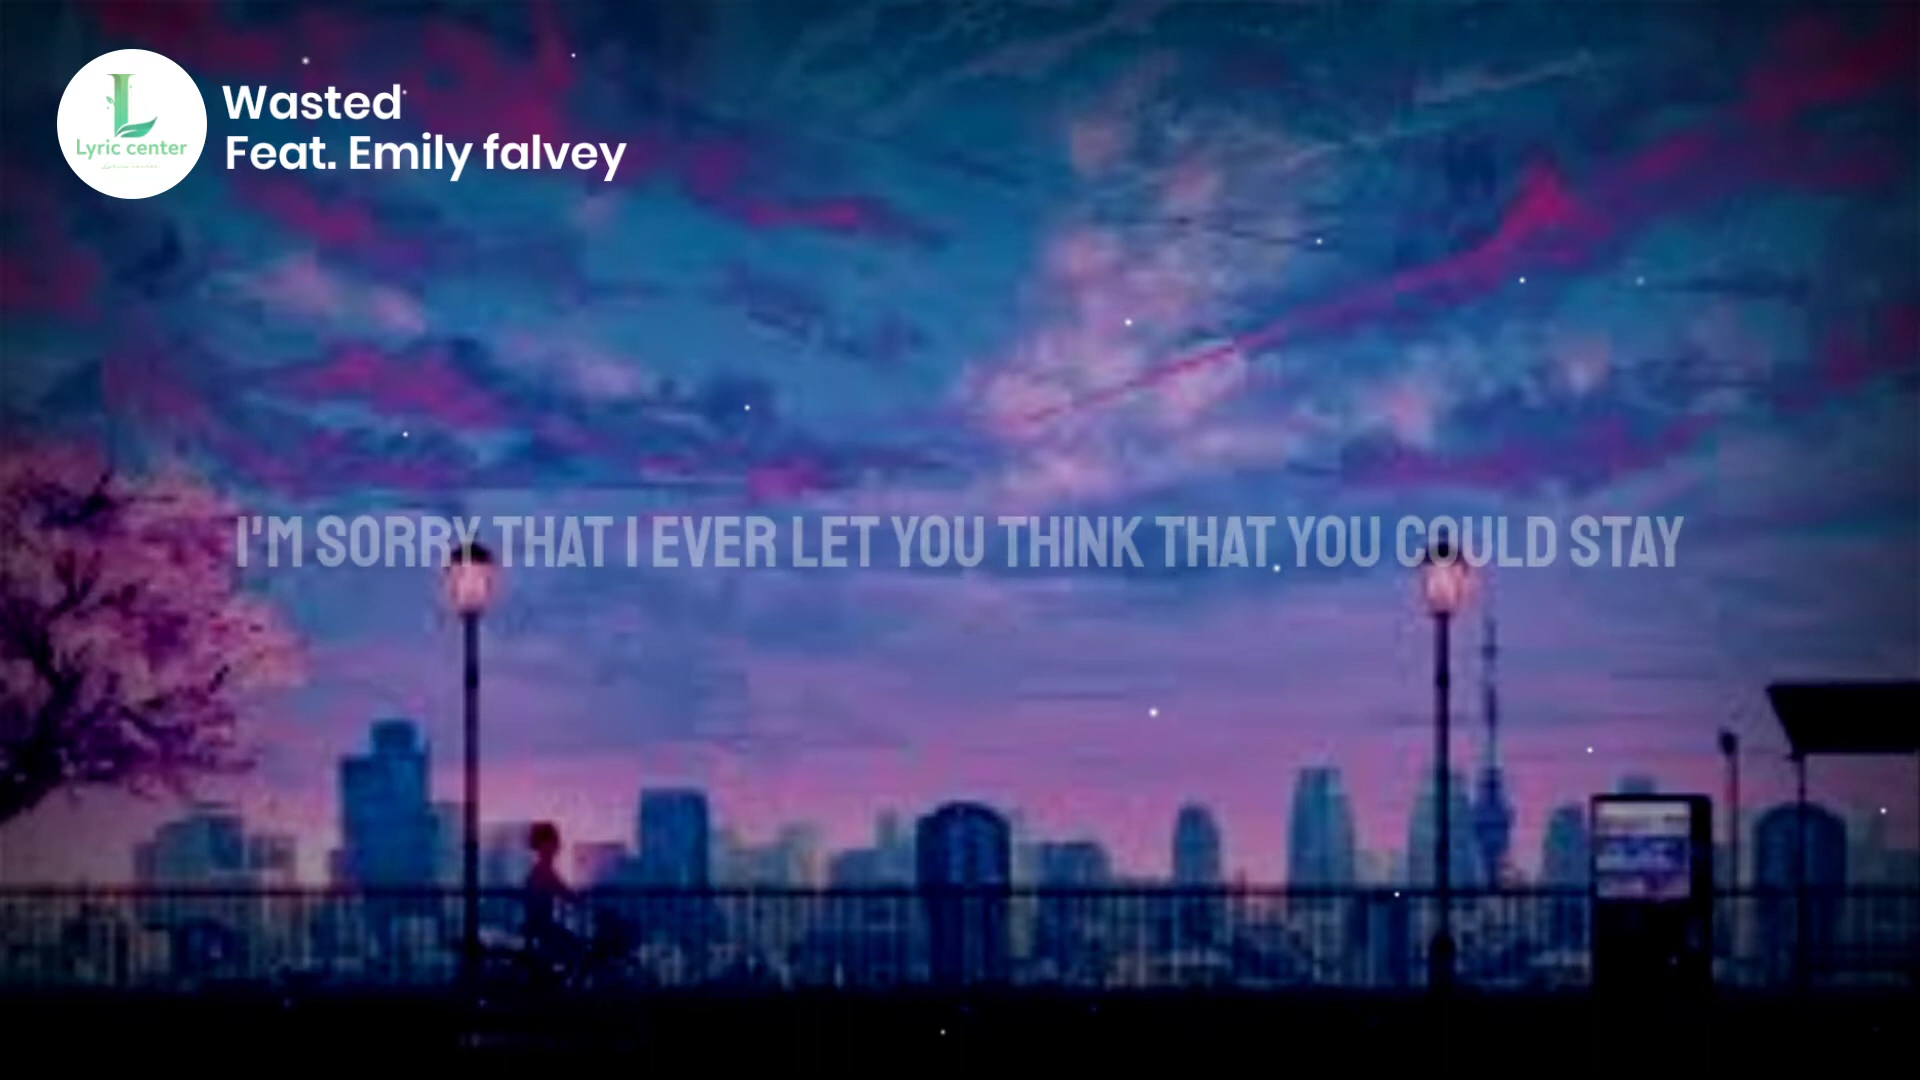 Wasted
Feat. Emily falvey
L
Lyric center
I'M SORRY THAT I EVER LET YOU THINK THAT YOU COULD STAY